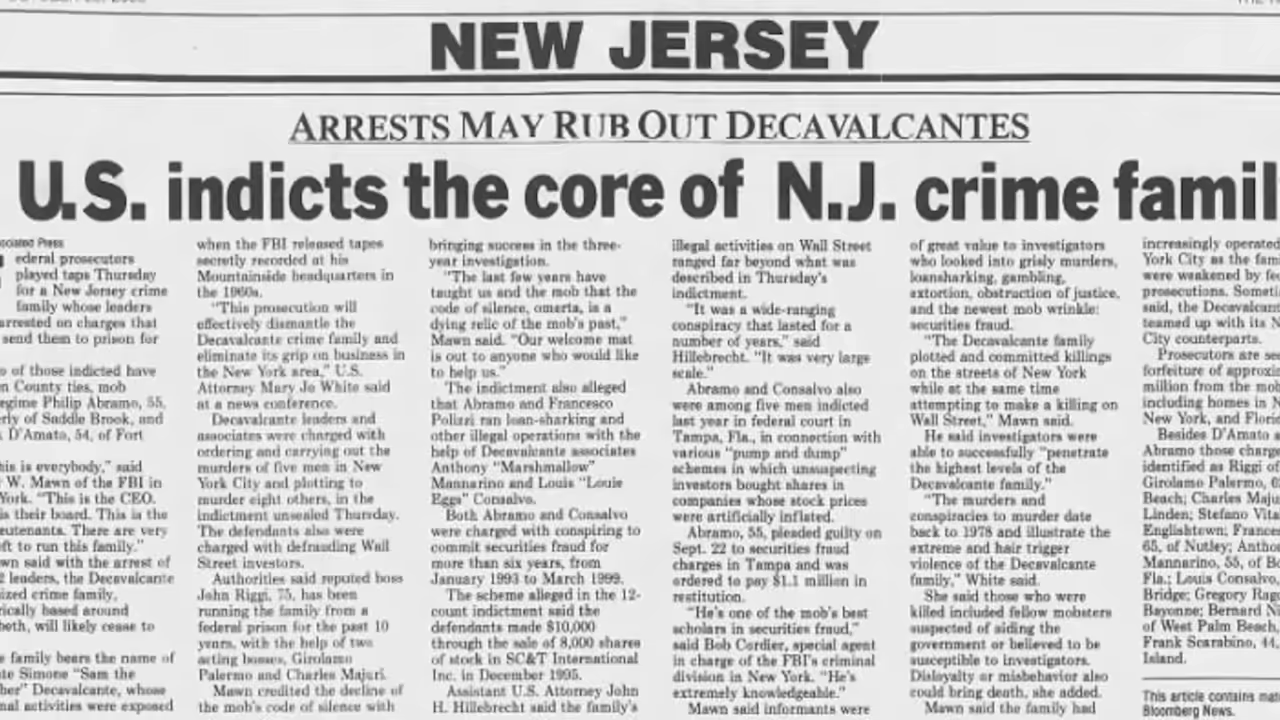 NEW JERSEY
ARRESTS MAY RUB OUT DECAVALCANTES
U.S. indicts the core of N.J. crime famil
ociated Press
ederal prosecutors
played taps Thursday
for a New Jersey crime
family whose leaders
arrested on charges that
send them to prison for
o of those indicted have
n County ties, mob
egime Philip Abramo, 55,
erly of Saddle Brook, and
D'Amato, 54, of Fort
his is everybody," said
W. Mawn of the FBI in
York. "This is the CEO.
is their board. This is the
eutenants. There are very
eft to run this family."
wn said with the arrest of
2 leaders, the Decavalcante
ized crime family,
rically based around
beth, will likely cease to
e family bears the name of
te Simone "Sam the
ber" Decavalcante, whose
nal activities were exposed
when the FBI released tapes
secretly recorded at his
Mountainside headquarters in
the 1960s.
"This prosecution will
effectively dismantle the
Decavalcante crime family and
eliminate its grip on business in
the New York area," U.S.
Attorney Mary Jo White said
at a news conference.
Decavalcante leaders and
associates were charged with
ordering and carrying out the
murders of five men in New
York City and plotting to
murder eight others, in the
indictment unsealed Thursday.
The defendants also were
charged with defrauding Wall
Street investors.
Authorities said reputed boss
John Riggi, 75, has been
running the family from a
federal prison for the past 10
years, with the help of two
acting bosses, Girolamo
Palermo and Charles Majuri.
Mawn credited the decline of
the mob's code of silence with
bringing success in the three-
year investigation.
"The last few years have
taught us and the mob that the
code of silence, omerta, is a
dying relic of the mob's past,"
Mawn said. "Our welcome mat
is out to anyone who would like
to help us."
The indictment also alleged
that Abramo and Francesco
Polizzi ran loan-sharking and
other illegal operations with the
help of Decavalcante associates
Anthony "Marshmallow"
Mannarino and Louis "Louie
Eggs" Consalvo.
Both Abramo and Consalvo
were charged with conspiring to
commit securities fraud for
more than six years, from
January 1993 to March 1999.
The scheme alleged in the 12-
count indictment said the
defendants made $10,000
through the sale of 8,000 shares
of stock in SC&T International
Inc. in December 1995.
Assistant U.S. Attorney John
H. Hillebrecht said the family's
illegal activities on Wall Street
ranged far beyond what was
described in Thursday's
indictment.
"It was a wide-ranging
conspiracy that lasted for a
number of years," said
Hillebrecht. "It was very large
scale."
Abramo and Consalvo also
were among five men indicted
last year in federal court in
Tampa, Fla., in connection with
various "pump and dump"
schemes in which unsuspecting
investors bought shares in
companies whose stock prices
were artificially inflated.
Abramo, 55, pleaded guilty on
Sept. 22 to securities fraud
charges in Tampa and was
ordered to pay $1.1 million in
restitution.
"He's one of the mob's best
scholars in securities fraud,"
said Bob Cordier, special agent
in charge of the FBI's criminal
division in New York. "He's
extremely knowledgeable."
Mawn said informants were
of great value to investigators
who looked into grisly murders,
loansharking, gambling,
extortion, obstruction of justice,
and the newest mob wrinkle:
securities fraud.
"The Decavalcante family
plotted and committed killings
on the streets of New York
while at the same time
attempting to make a killing on
Wall Street," Mawn said.
He said investigators were
able to successfully "penetrate
the highest levels of the
Decavalcante family."
"The murders and
conspiracies to murder date
back to 1978 and illustrate the
extreme and hair trigger
violence of the Decavalcante
family," White said.
She said those who were
killed included fellow mobsters
suspected of aiding the
government or believed to be
susceptible to investigators.
Disloyalty or misbehavior also
could bring death, she added.
Mawn said the family had
increasingly operated
York City as the fami
were weakened by fed
prosecutions. Someti
said, the Decavalcant
teamed up with its N
City counterparts.
Prosecutors are see
forfeiture of approxi
million from the mob
including homes in N
New York, and Flori
Besides D'Amato a
Abramo those charge
identified as Riggi of
Girolamo Palermo, 6
Beach; Charles Maju
Linden; Stefano Vita
Englishtown; France
65, of Nutley; Antho
Mannarino, 55, of Bo
Fla.; Louis Consalvo,
Bridge; Gregory Rag
Bayonne; Bernard N
of West Palm Beach,
Frank Scarabino, 44,
Island.
This article contains mat
Bloomberg News.